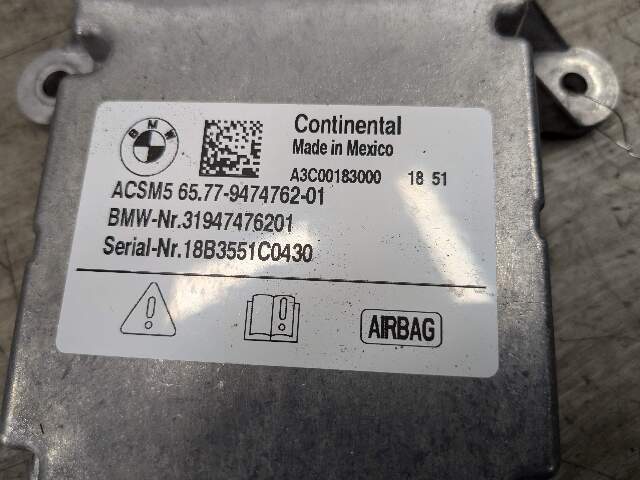 BMW
Continental
Made in Mexico
A3C00183000 18 51
ACSM5 65.77-9474762-01
BMW-Nr.31947476201
Serial-Nr.18B3551C0430
AIRBAG